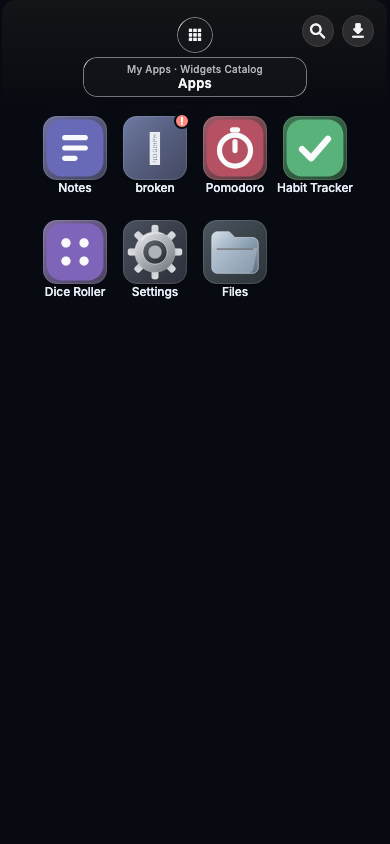 My Apps · Widgets Catalog
Apps
!
Notes
broken
Pomodoro
Habit Tracker
Dice Roller
Settings
Files